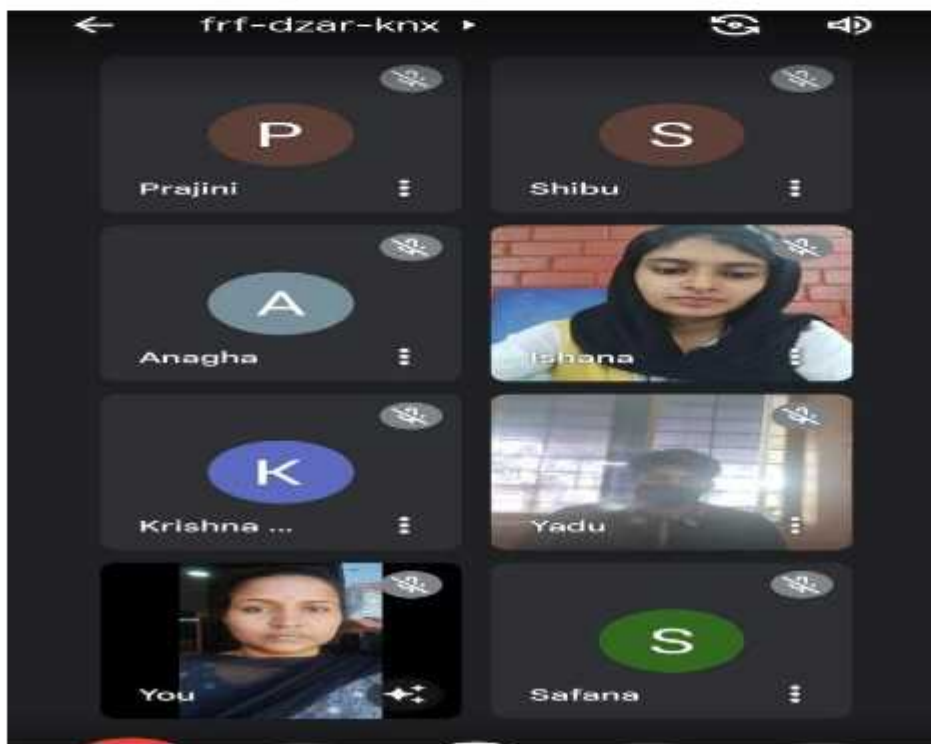 frf-dzar-knx
P
S
Prajini
Shibu
A
Anagha
Ishana
K
Krishna ...
Yadu
S
You
Safana